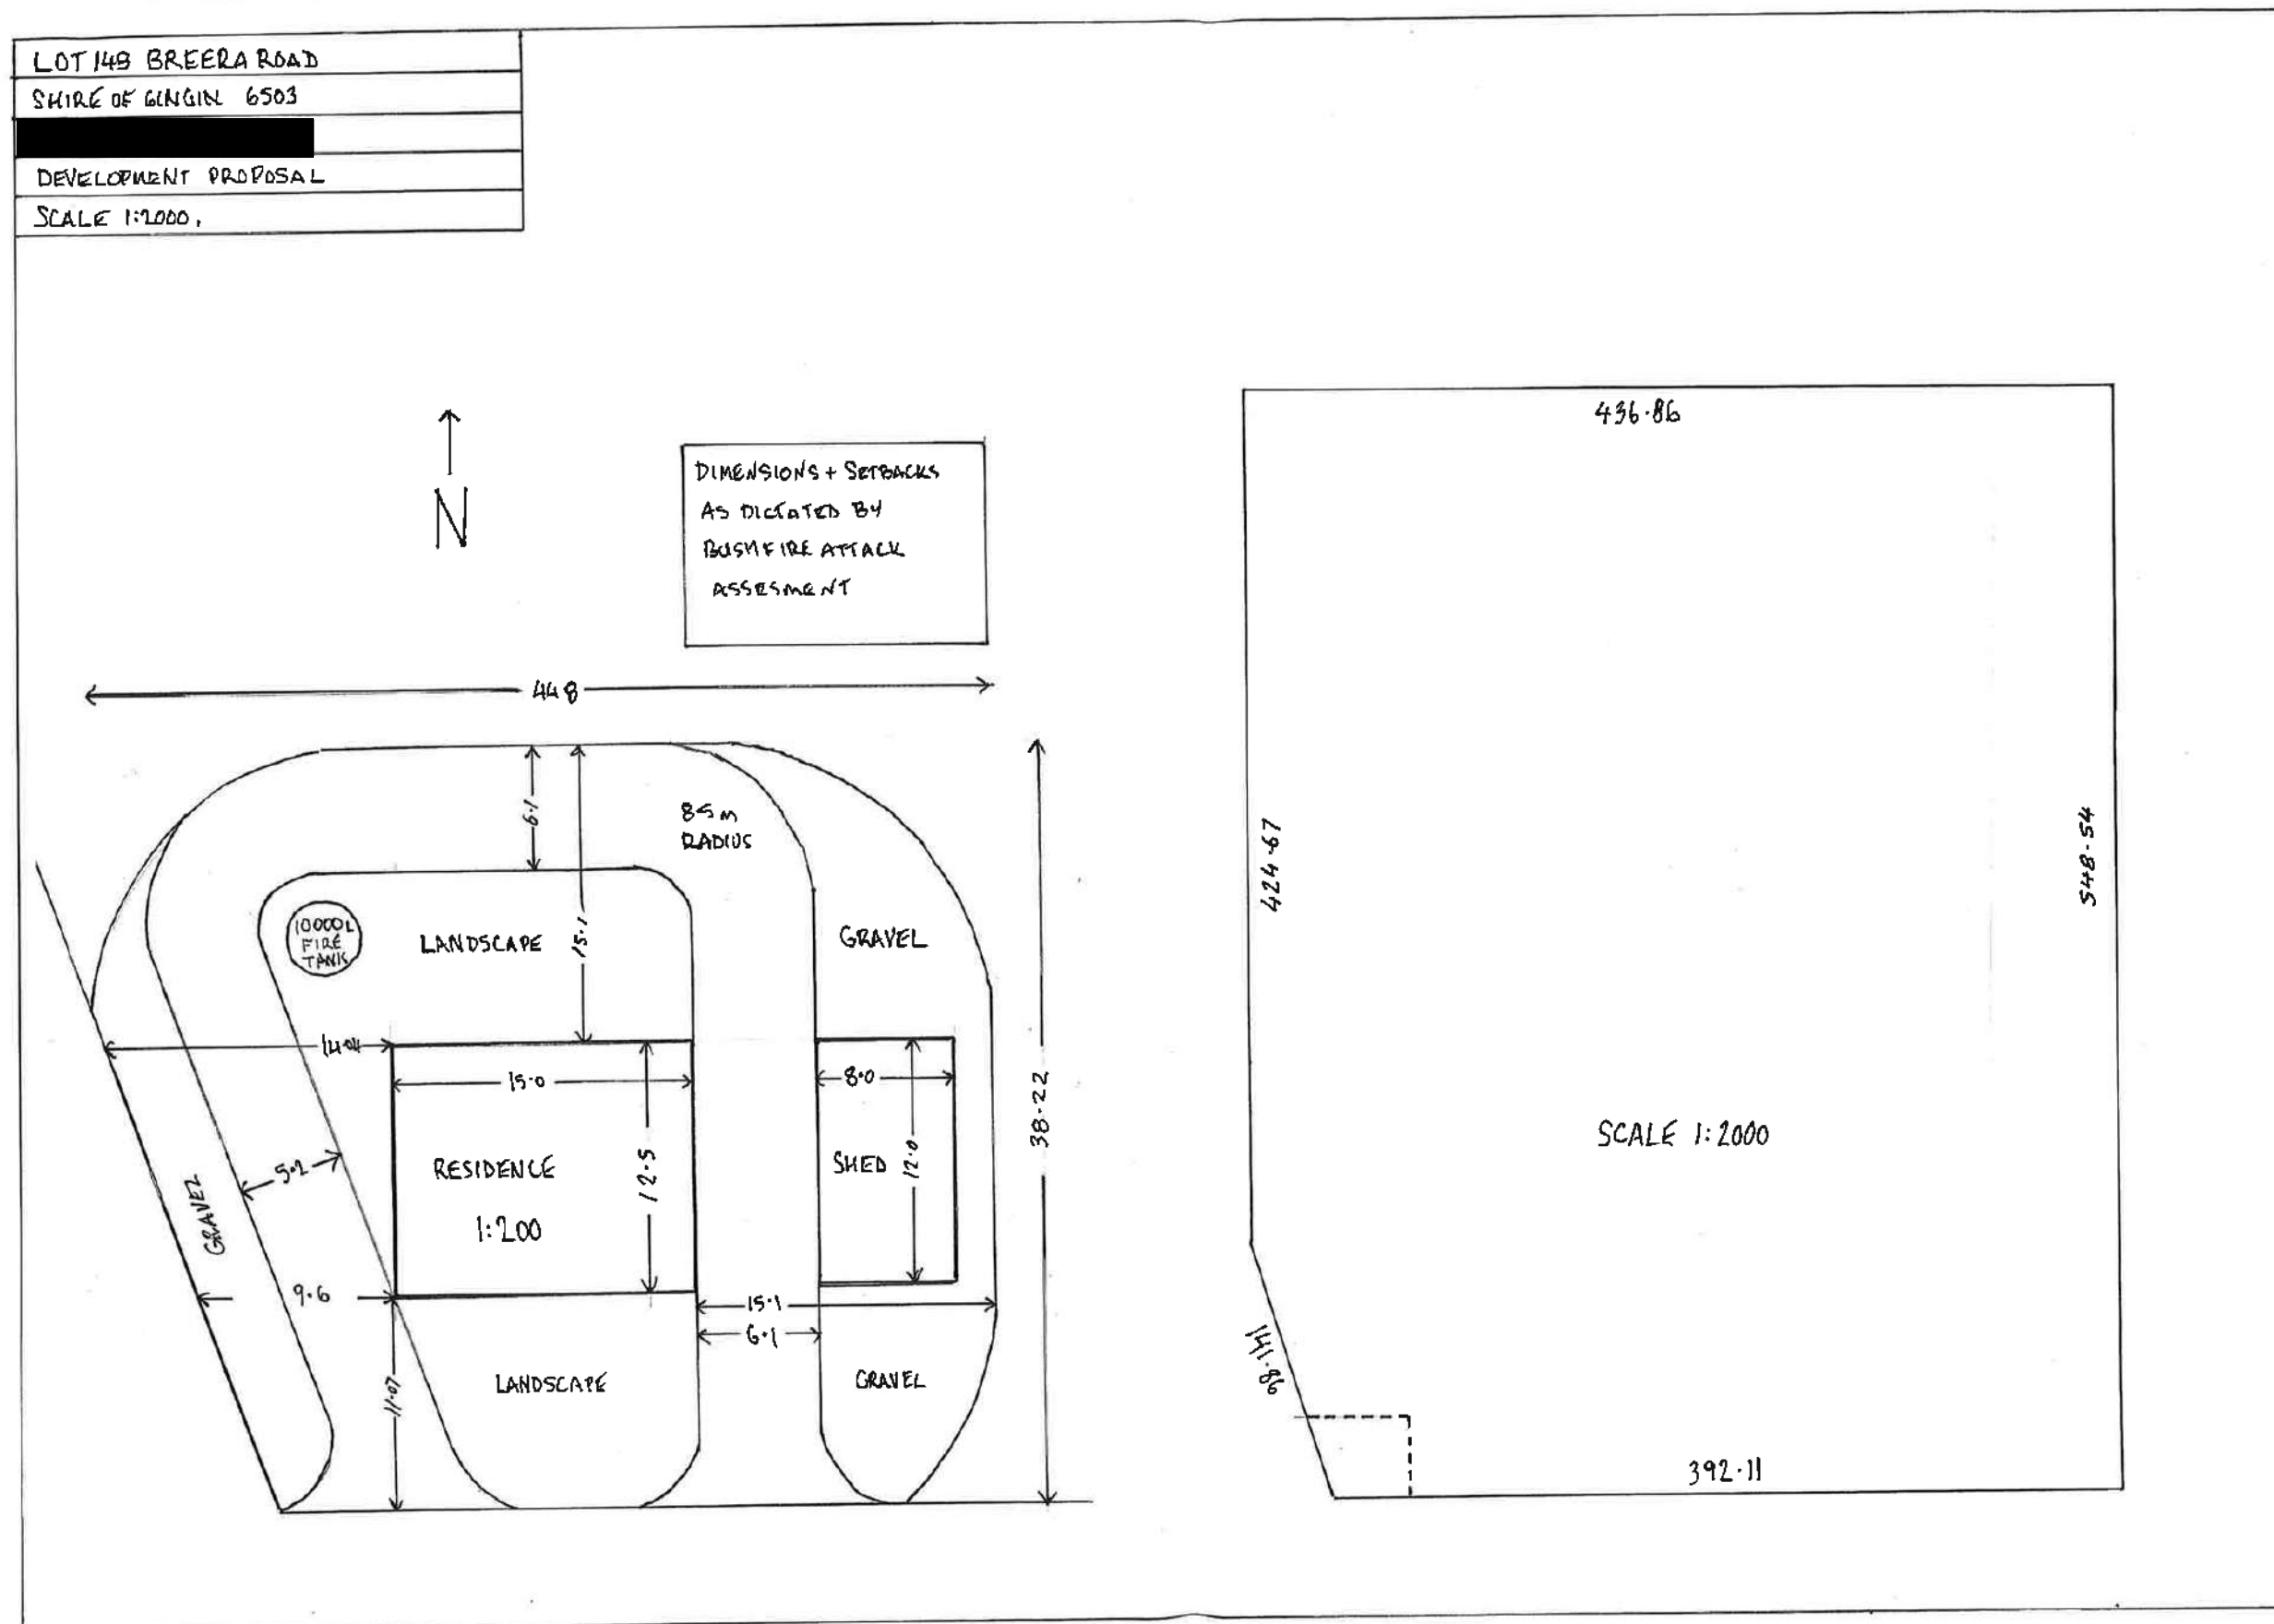 LOT 149 BREERA ROAD
SHIRE OF GINGIN 6503
DEVELOPMENT PROPOSAL
SCALE 1:2000,
N
DIMENSIONS + SETBACKS
AS DICTATED BY
BUSHFIRE ATTACK
ASSESMENT
44 8
6.1
15.1
85m
RADIUS
10000L
FIRE
TANK
LANDSCAPE
GRAVEL
14.04
15.0
8.0
38.22
5.2
RESIDENCE
1:200
12.5
SHED
12.0
GRAVEL
9.6
15.1
6.1
11.07
LANDSCAPE
GRAVEL
436.86
424.67
548.54
SCALE 1:2000
141.86
392.11